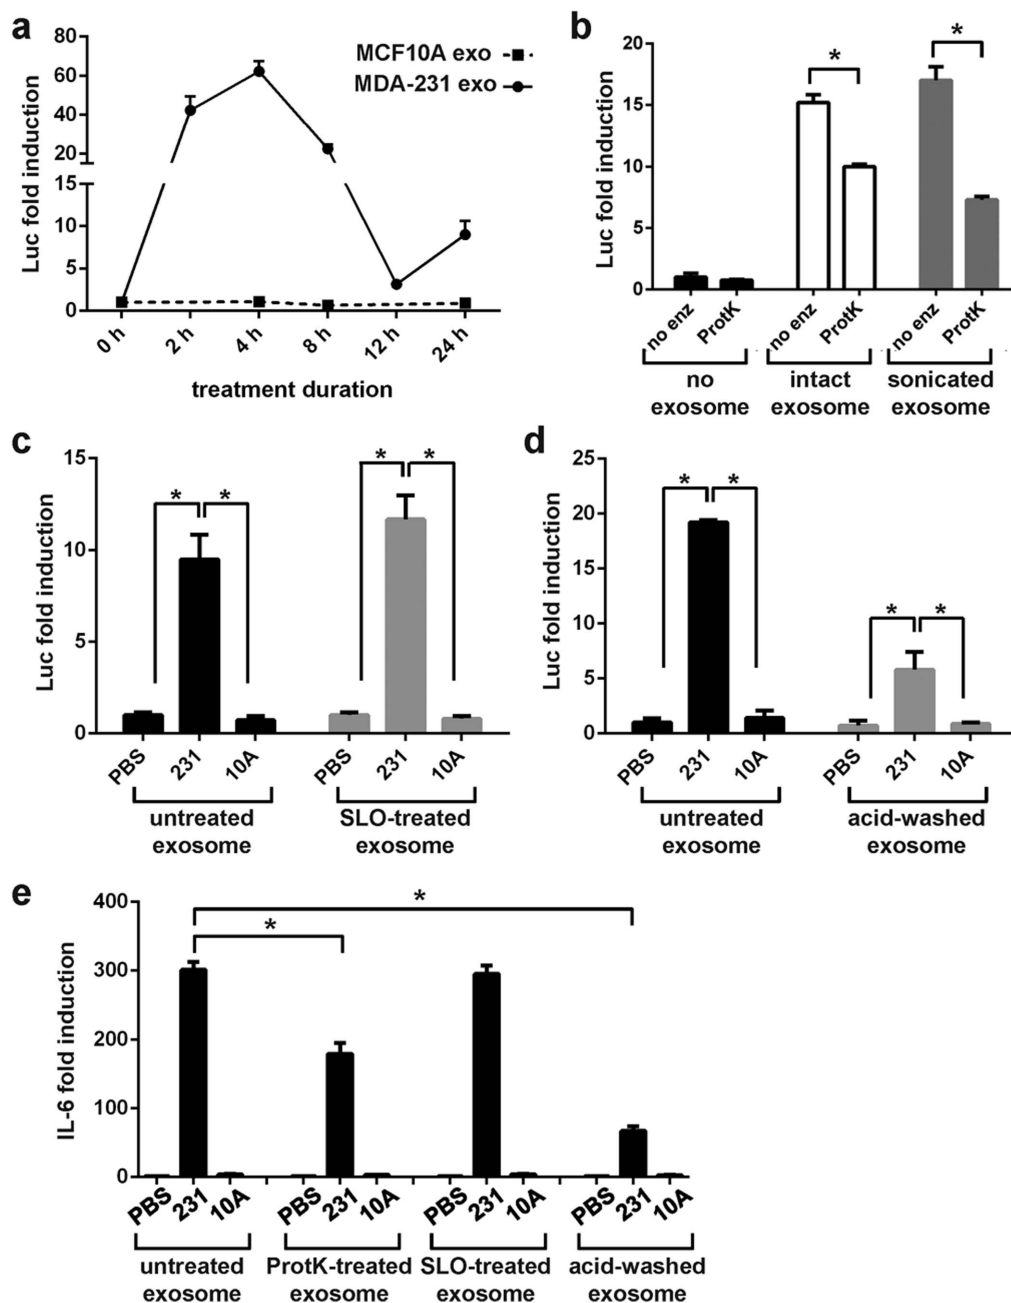 a
Luc fold induction
80
60
40
20
15
10
5
0
MCF10A exo
MDA-231 exo
0 h
2 h
4 h
8 h
12 h
24 h
treatment duration
b
Luc fold induction
20
15
10
5
0
*
*
no enz
ProtK
no enz
ProtK
no enz
ProtK
no exosome
intact exosome
sonicated exosome
c
Luc fold induction
15
10
5
0
*
*
*
*
PBS
231
10A
PBS
231
10A
untreated exosome
SLO-treated exosome
d
Luc fold induction
25
20
15
10
5
0
*
*
*
*
PBS
231
10A
PBS
231
10A
untreated exosome
acid-washed exosome
e
IL-6 fold induction
400
300
200
100
0
*
*
PBS
231
10A
PBS
231
10A
PBS
231
10A
PBS
231
10A
untreated exosome
ProtK-treated exosome
SLO-treated exosome
acid-washed exosome